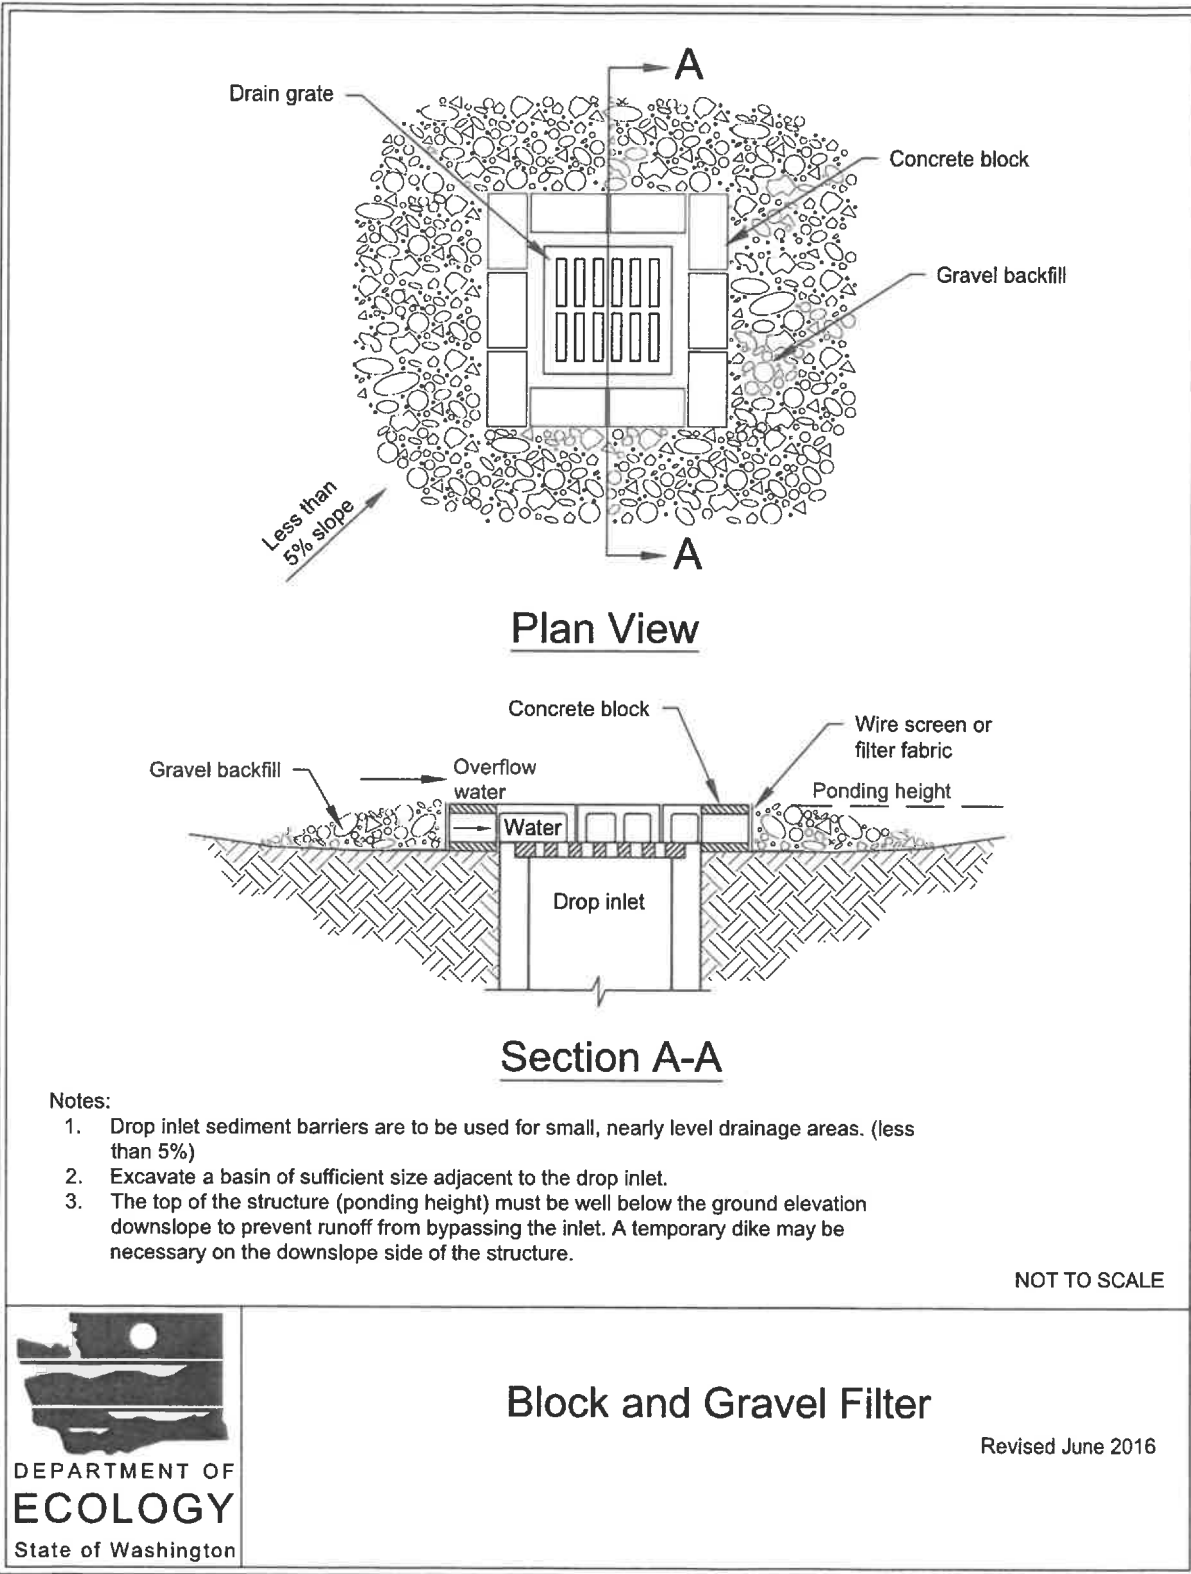 A
Drain grate
Concrete block
Gravel backfill
Less than
5% slope
A
Plan View
Concrete block
Wire screen or
filter fabric
Gravel backfill
Overflow
water
Ponding height
Water
Drop inlet
Section A-A
Notes:
1. Drop inlet sediment barriers are to be used for small, nearly level drainage areas. (less
than 5%)
2. Excavate a basin of sufficient size adjacent to the drop inlet.
3. The top of the structure (ponding height) must be well below the ground elevation
downslope to prevent runoff from bypassing the inlet. A temporary dike may be
necessary on the downslope side of the structure.
NOT TO SCALE
DEPARTMENT OF
ECOLOGY
State of Washington
Block and Gravel Filter
Revised June 2016